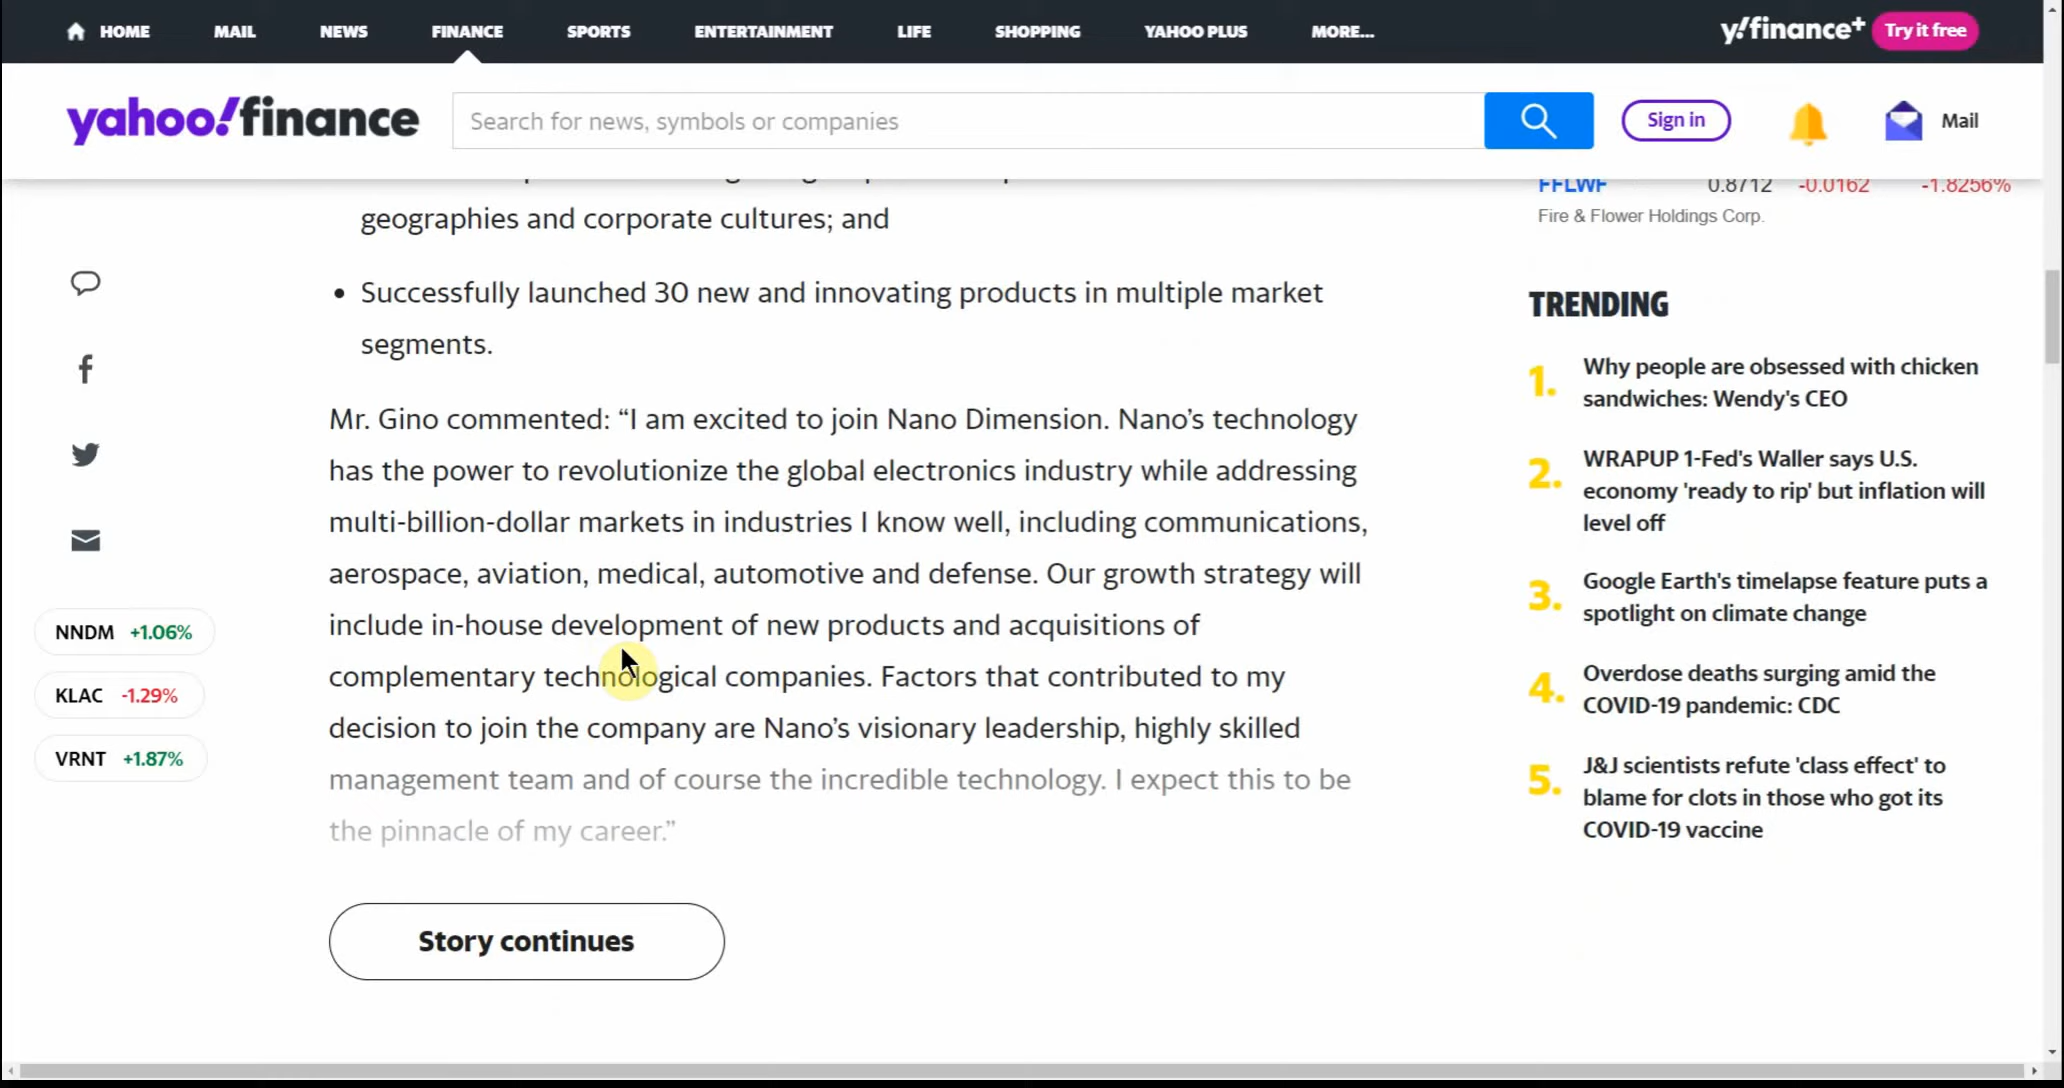 HOME MAIL NEWS FINANCE SPORTS ENTERTAINMENT LIFE SHOPPING YAHOO PLUS MORE... y!finance+ Try it free
yahoo!finance Search for news, symbols or companies Sign in Mail
geographies and corporate cultures; and
• Successfully launched 30 new and innovating products in multiple market
segments.
Mr. Gino commented: “I am excited to join Nano Dimension. Nano’s technology
has the power to revolutionize the global electronics industry while addressing
multi-billion-dollar markets in industries I know well, including communications,
aerospace, aviation, medical, automotive and defense. Our growth strategy will
include in-house development of new products and acquisitions of
complementary technological companies. Factors that contributed to my
decision to join the company are Nano’s visionary leadership, highly skilled
management team and of course the incredible technology. I expect this to be
the pinnacle of my career.”
Story continues
NNDM +1.06%
KLAC -1.29%
VRNT +1.87%
FFLWF 0.8712 -0.0162 -1.8256%
Fire & Flower Holdings Corp.
TRENDING
1. Why people are obsessed with chicken
sandwiches: Wendy's CEO
2. WRAPUP 1-Fed's Waller says U.S.
economy 'ready to rip' but inflation will
level off
3. Google Earth's timelapse feature puts a
spotlight on climate change
4. Overdose deaths surging amid the
COVID-19 pandemic: CDC
5. J&J scientists refute 'class effect' to
blame for clots in those who got its
COVID-19 vaccine